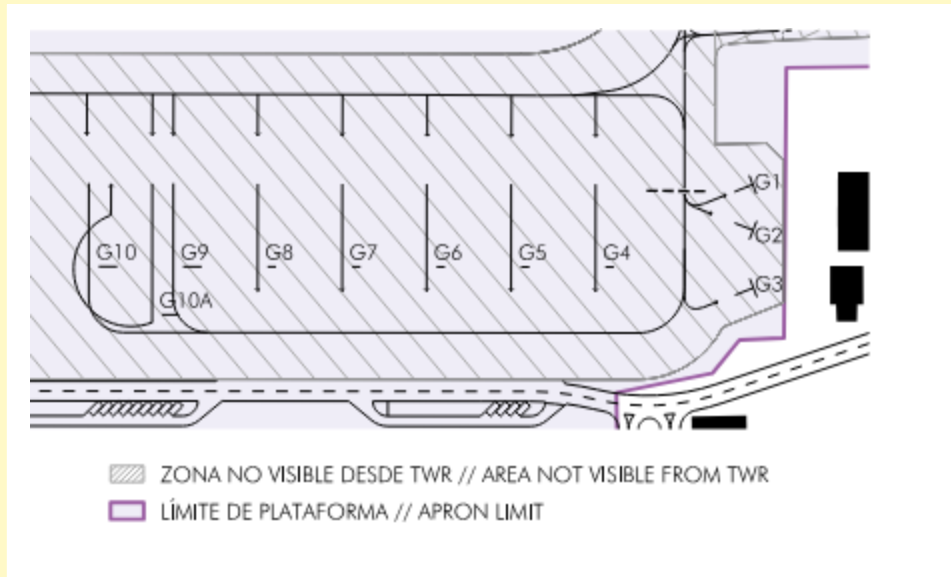 G1
G2
G10 G9 G8 G7 G6 G5 G4
G3
G10A
ZONA NO VISIBLE DESDE TWR // AREA NOT VISIBLE FROM TWR
LÍMITE DE PLATAFORMA // APRON LIMIT